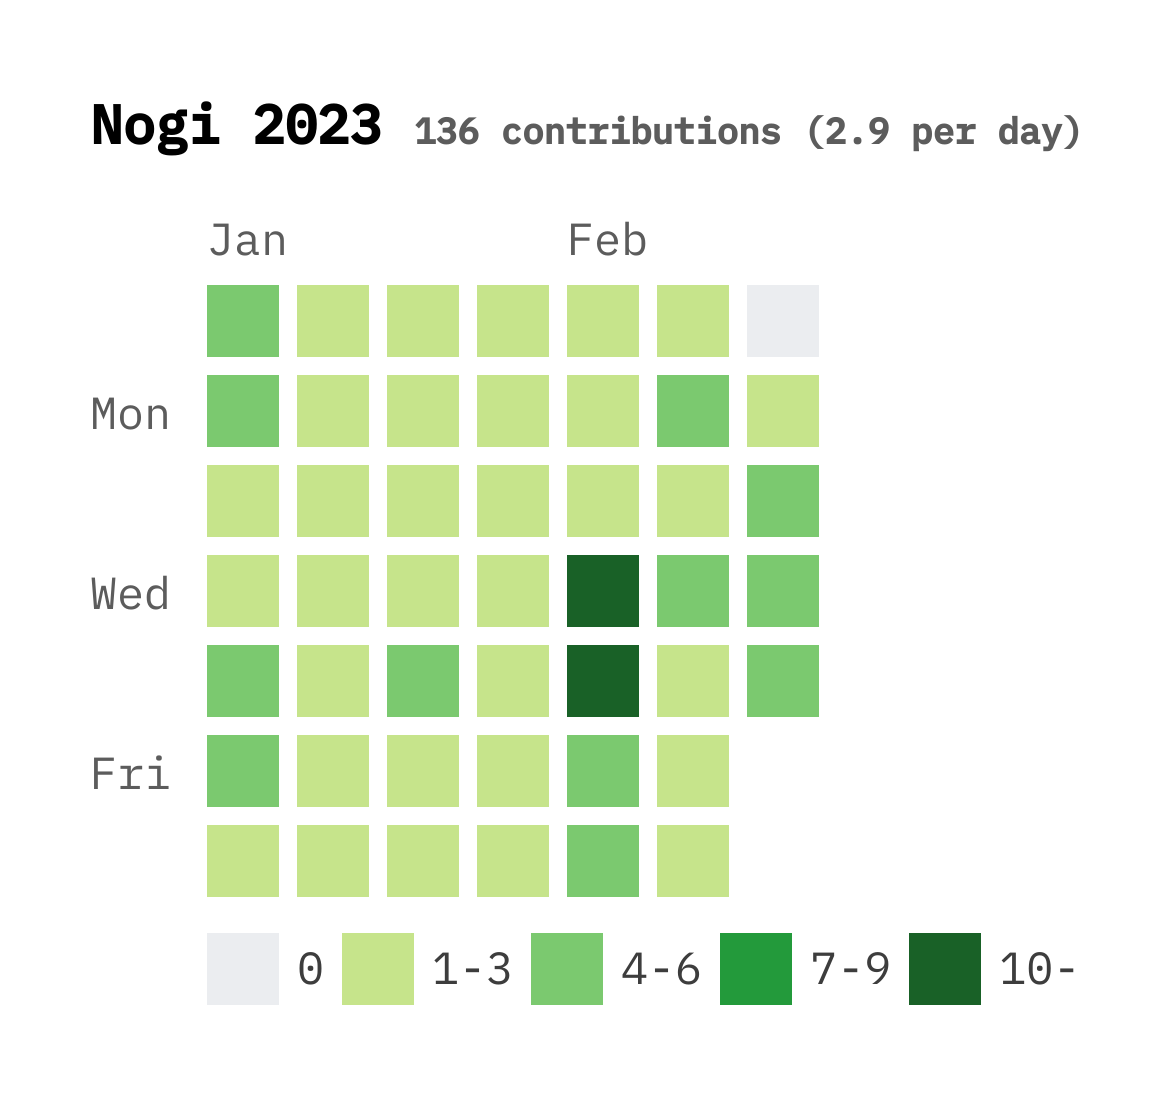 Nogi 2023 136 contributions (2.9 per day)
Jan Feb
Mon
Wed
Fri
0 1-3 4-6 7-9 10-